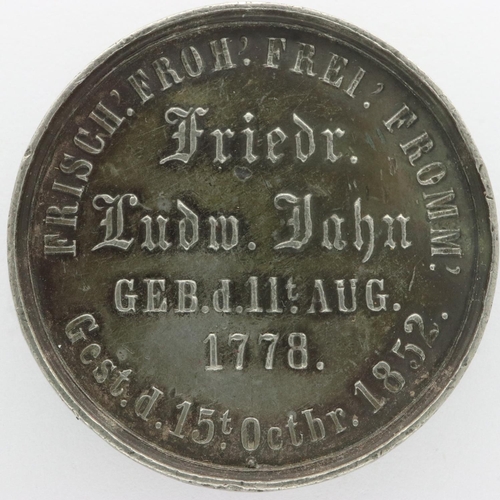 FRISCH'. FROH'. FREI'. FROMM'.
Friedr.
Ludw. Jahn
GEB. d. 11t. AUG.
1778.
Gest. d. 15t. Octbr. 1852.